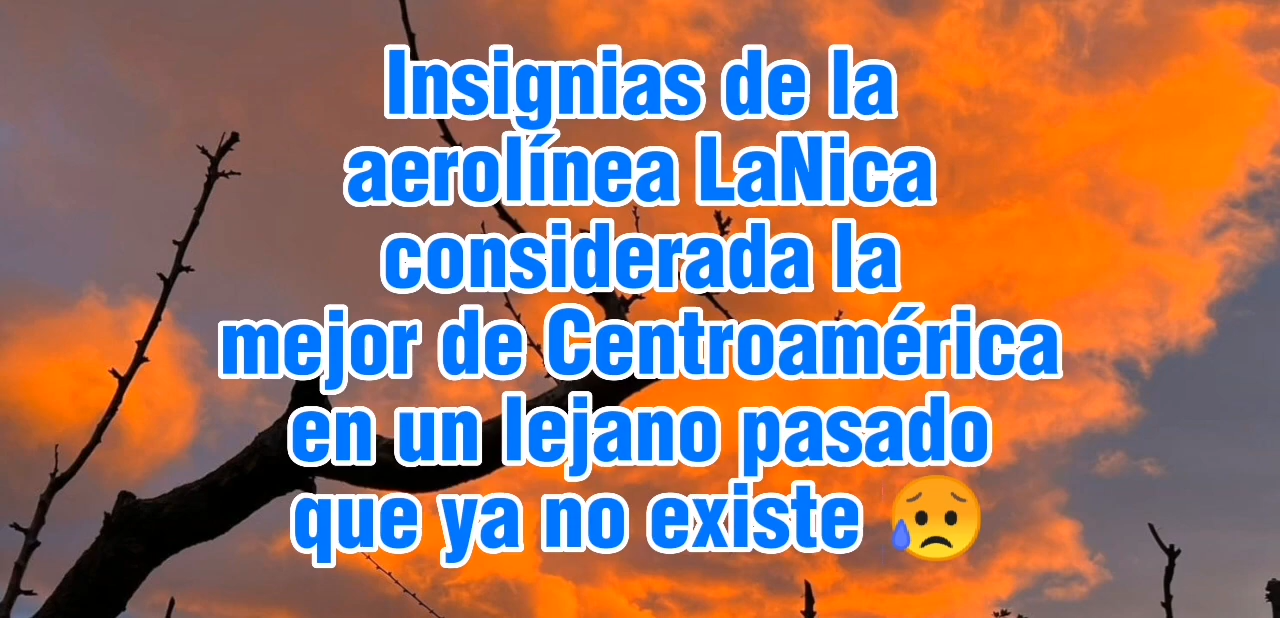 Insignias de la
aerolínea LaNica
considerada la
mejor de Centroamérica
en un lejano pasado
que ya no existe 😥